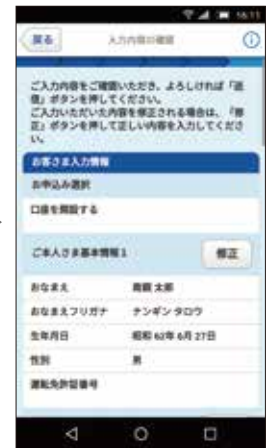 16:11
戻る
入力内容の確認
ご入力内容をご確認いただき、よろしければ「送
信」ボタンを押してください。
ご入力いただいた内容を修正される場合は、「修
正」ボタンを押して正しい内容を入力してくださ
い。
お客さま入力情報
お申込み選択
口座を開設する
ご本人さま基本情報1
修正
おなまえ
南銀 太郎
おなまえフリガナ
ナンギン タロウ
生年月日
昭和 62年 6月 27日
性別
男
運転免許証番号